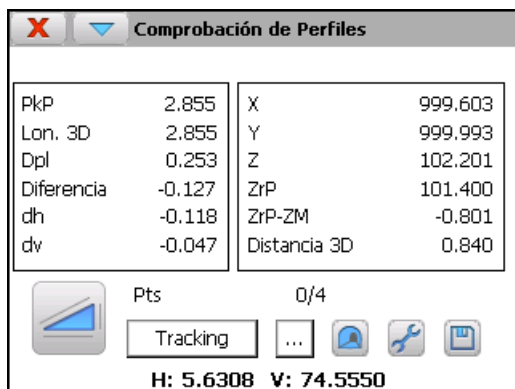 Comprobación de Perfiles
PkP 2.855
Lon. 3D 2.855
Dpl 0.253
Diferencia -0.127
dh -0.118
dv -0.047
X 999.603
Y 999.993
Z 102.201
ZrP 101.400
ZrP-ZM -0.801
Distancia 3D 0.840
Pts 0/4
Tracking ...
H: 5.6308 V: 74.5550